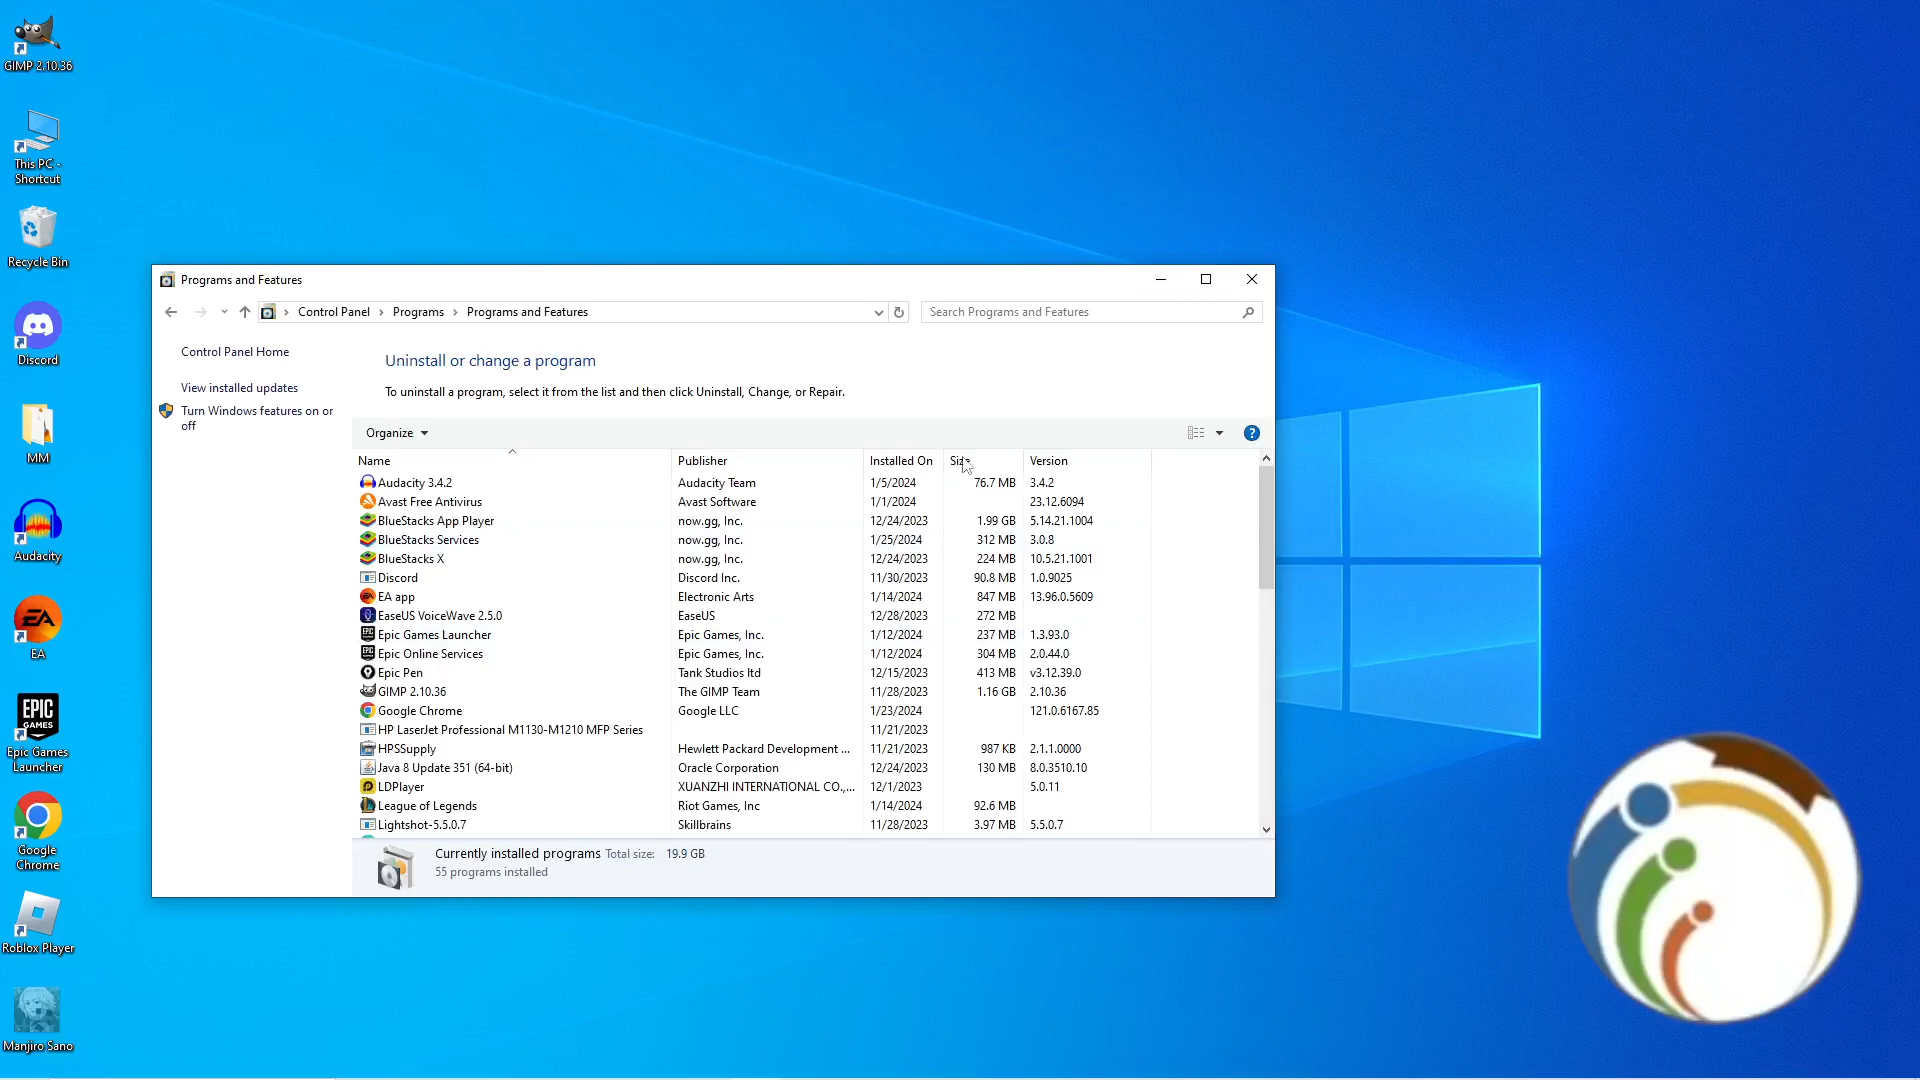 GIMP 2.10.36
This PC -
Shortcut
Recycle Bin
Discord
MM
Audacity
EA
EPIC
GAMES
Epic Games
Launcher
Google
Chrome
Roblox Player
Manjiro Sano
Programs and Features
Control Panel Programs Programs and Features
Search Programs and Features
Control Panel Home
View installed updates
Turn Windows features on or
off
Uninstall or change a program
To uninstall a program, select it from the list and then click Uninstall, Change, or Repair.
Organize
Name Publisher Installed On Size Version
Audacity 3.4.2 Audacity Team 1/5/2024 76.7 MB 3.4.2
Avast Free Antivirus Avast Software 1/1/2024 23.12.6094
BlueStacks App Player now.gg, Inc. 12/24/2023 1.99 GB 5.14.21.1004
BlueStacks Services now.gg, Inc. 1/25/2024 312 MB 3.0.8
BlueStacks X now.gg, Inc. 12/24/2023 224 MB 10.5.21.1001
Discord Discord Inc. 11/30/2023 90.8 MB 1.0.9025
EA app Electronic Arts 1/14/2024 847 MB 13.96.0.5609
EaseUS VoiceWave 2.5.0 EaseUS 12/28/2023 272 MB
Epic Games Launcher Epic Games, Inc. 1/12/2024 237 MB 1.3.93.0
Epic Online Services Epic Games, Inc. 1/12/2024 304 MB 2.0.44.0
Epic Pen Tank Studios ltd 12/15/2023 413 MB v3.12.39.0
GIMP 2.10.36 The GIMP Team 11/28/2023 1.16 GB 2.10.36
Google Chrome Google LLC 1/23/2024 121.0.6167.85
HP LaserJet Professional M1130-M1210 MFP Series 11/21/2023
HPSSupply Hewlett Packard Development ... 11/21/2023 987 KB 2.1.1.0000
Java 8 Update 351 (64-bit) Oracle Corporation 12/24/2023 130 MB 8.0.3510.10
LDPlayer XUANZHI INTERNATIONAL CO.,... 12/1/2023 5.0.11
League of Legends Riot Games, Inc 1/14/2024 92.6 MB
Lightshot-5.5.0.7 Skillbrains 11/28/2023 3.97 MB 5.5.0.7
Currently installed programs Total size: 19.9 GB
55 programs installed